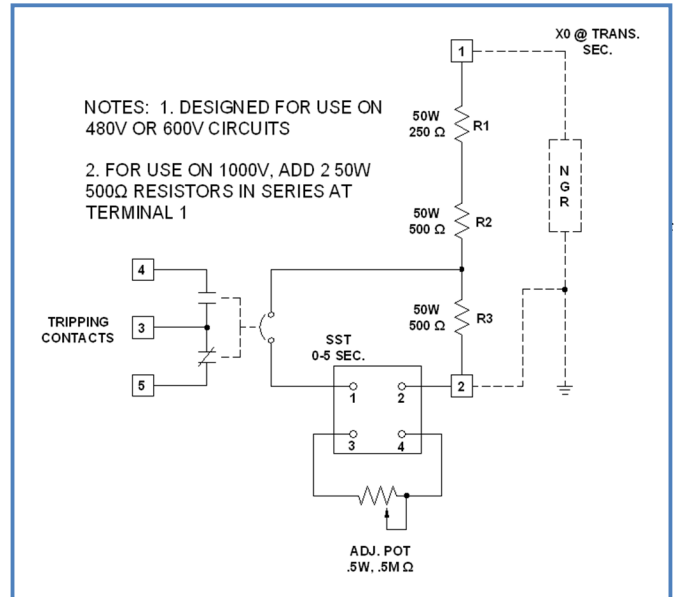 X0 @ TRANS.
SEC.
1
NOTES: 1. DESIGNED FOR USE ON
480V OR 600V CIRCUITS
2. FOR USE ON 1000V, ADD 2 50W
500Ω RESISTORS IN SERIES AT
TERMINAL 1
50W
250 Ω
R1
N
G
R
50W
500 Ω
R2
4
50W
500 Ω
R3
TRIPPING
CONTACTS
3
SST
0-5 SEC.
5
1
2
2
3
4
ADJ. POT
.5W, .5M Ω